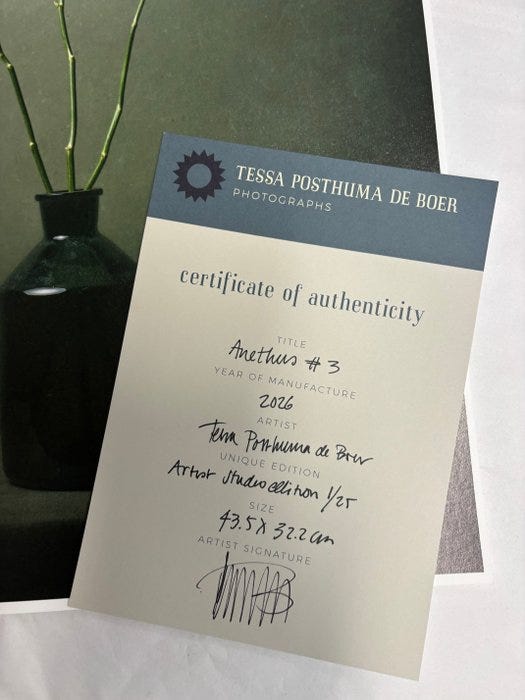 TESSA POSTHUMA DE BOER
PHOTOGRAPHS
certificate of authenticity
TITLE
Anethus # 3
YEAR OF MANUFACTURE
2026
ARTIST
Tessa Posthuma de Boer
UNIQUE EDITION
Artist Studio edition 1/25
SIZE
43.5 X 32.2 cm
ARTIST SIGNATURE